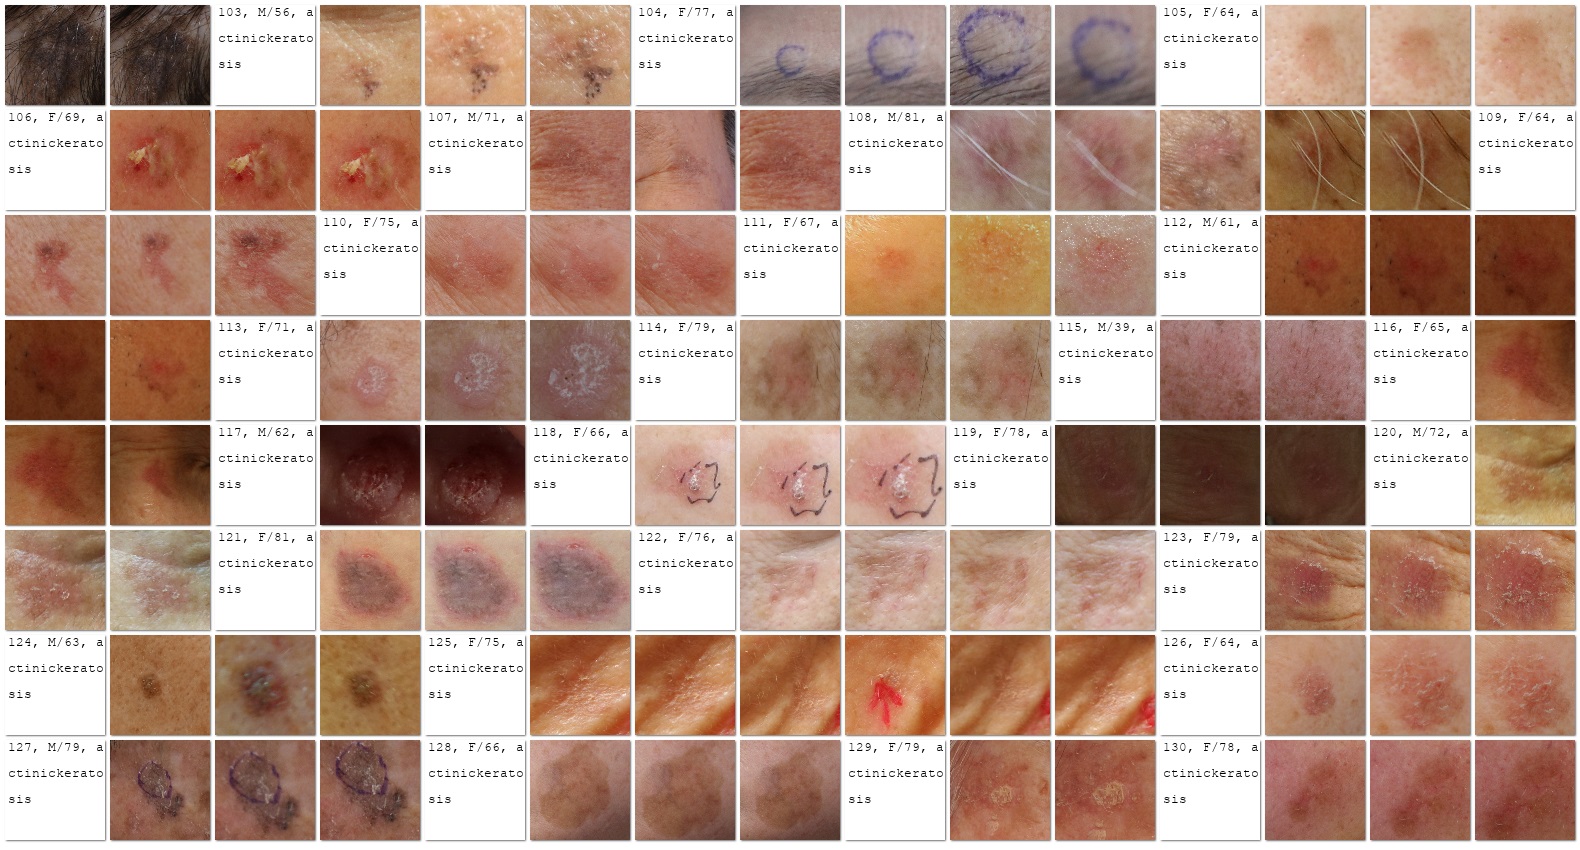 103, M/56, a
ctinickerato
sis
104, F/77, a
ctinickerato
sis
105, F/64, a
ctinickerato
sis
106, F/69, a
ctinickerato
sis
107, M/71, a
ctinickerato
sis
108, M/81, a
ctinickerato
sis
109, F/64, a
ctinickerato
sis
110, F/75, a
ctinickerato
sis
111, F/67, a
ctinickerato
sis
112, M/61, a
ctinickerato
sis
113, F/71, a
ctinickerato
sis
114, F/79, a
ctinickerato
sis
115, M/39, a
ctinickerato
sis
116, F/65, a
ctinickerato
sis
117, M/62, a
ctinickerato
sis
118, F/66, a
ctinickerato
sis
119, F/78, a
ctinickerato
sis
120, M/72, a
ctinickerato
sis
121, F/81, a
ctinickerato
sis
122, F/76, a
ctinickerato
sis
123, F/79, a
ctinickerato
sis
124, M/63, a
ctinickerato
sis
125, F/75, a
ctinickerato
sis
126, F/64, a
ctinickerato
sis
127, M/79, a
ctinickerato
sis
128, F/66, a
ctinickerato
sis
129, F/79, a
ctinickerato
sis
130, F/78, a
ctinickerato
sis